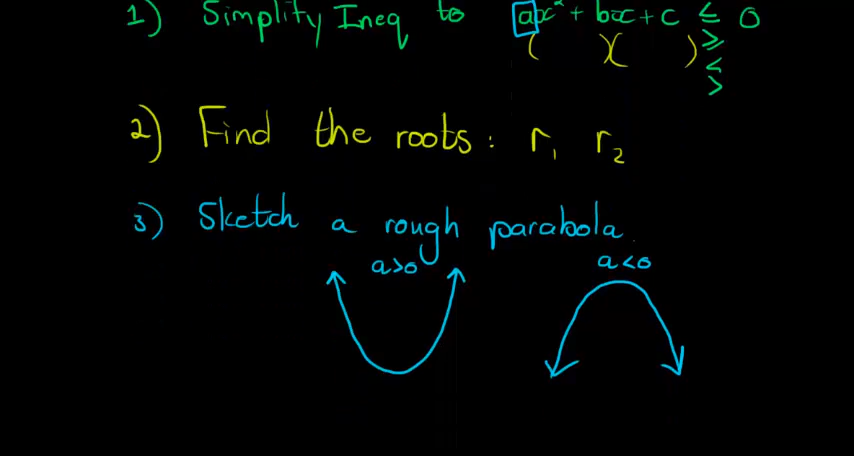 1) Simplify Ineq to ax² + bx + c ≤ 0
( )( ) ≥
<
>
2) Find the roots: r₁ r₂
3) Sketch a rough parabola.
a>0 a<0